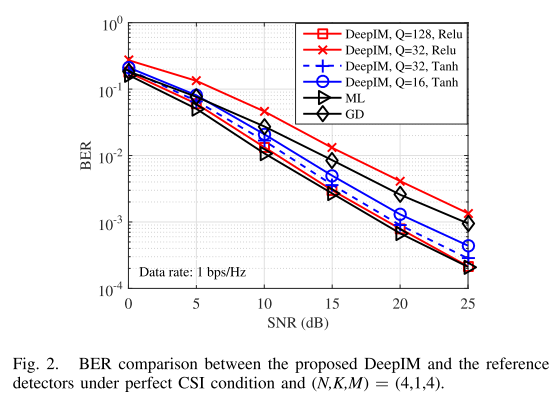 10^0
10^-1
10^-2
10^-3
10^-4
BER
DeepIM, Q=128, Relu
DeepIM, Q=32, Relu
DeepIM, Q=32, Tanh
DeepIM, Q=16, Tanh
ML
GD
Data rate: 1 bps/Hz
0 5 10 15 20 25
SNR (dB)
Fig. 2. BER comparison between the proposed DeepIM and the reference
detectors under perfect CSI condition and (N,K,M) = (4,1,4).